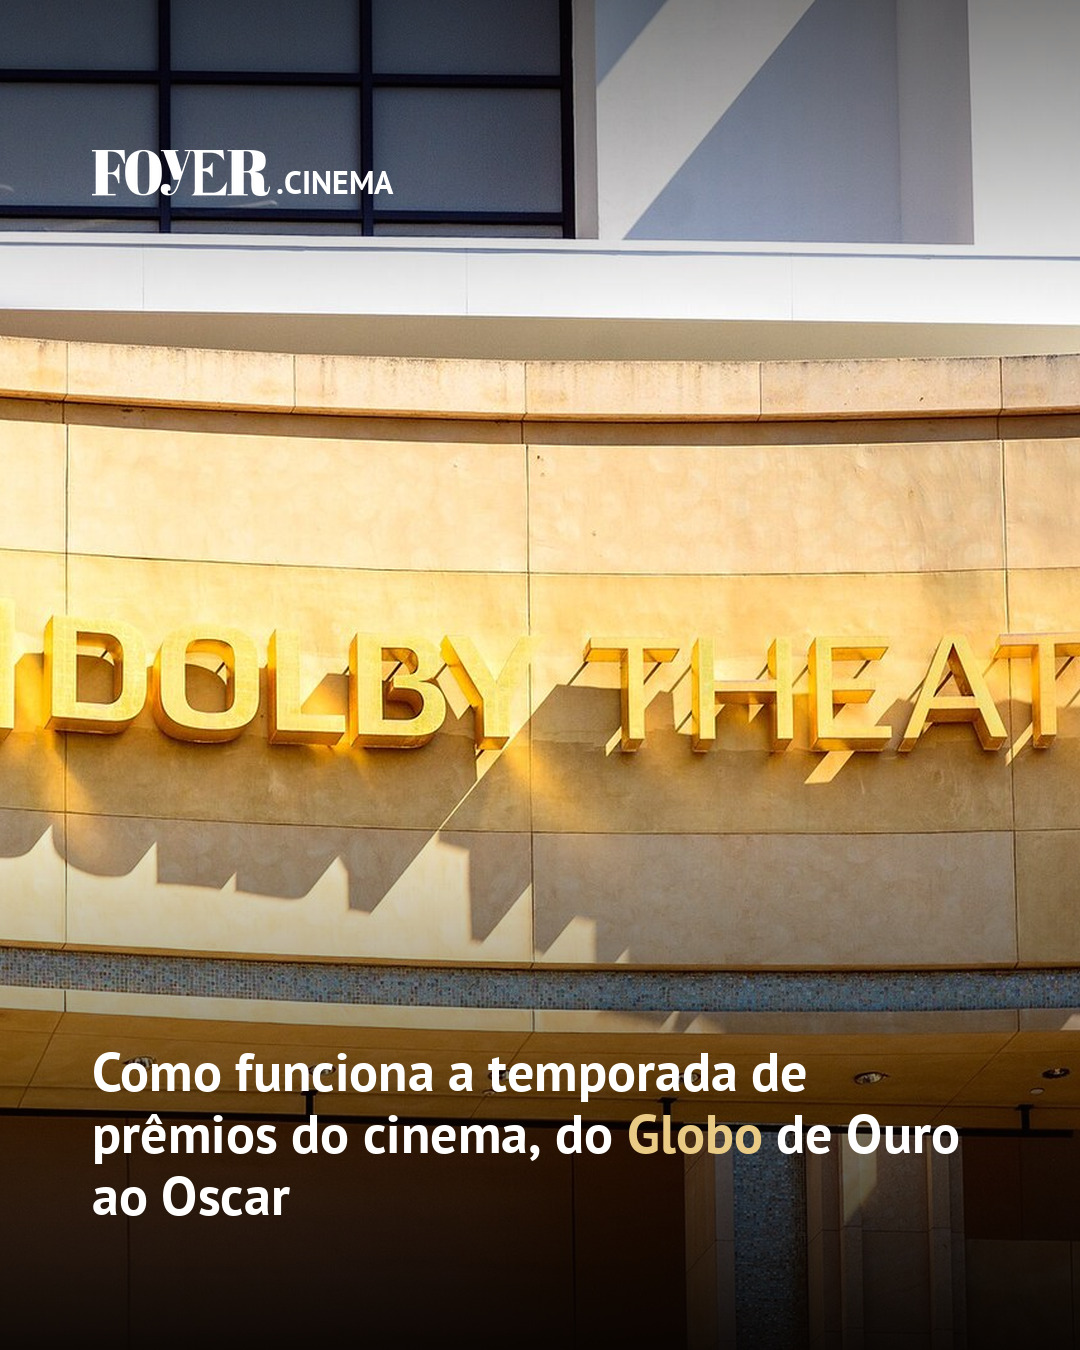 FOYER.CINEMA
DOLBY THEAT
Como funciona a temporada de
prêmios do cinema, do Globo de Ouro
ao Oscar